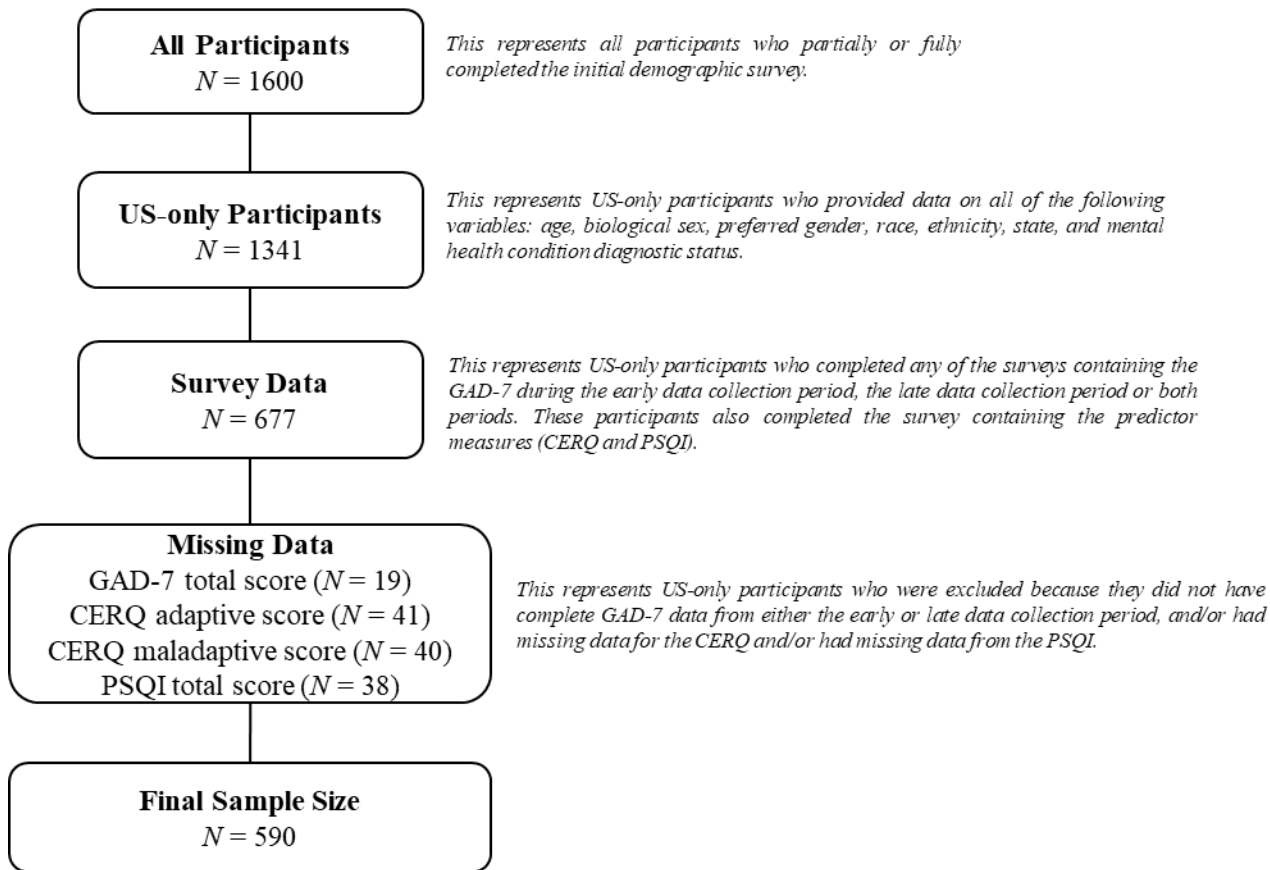 All Participants
N = 1600
This represents all participants who partially or fully
completed the initial demographic survey.
US-only Participants
N = 1341
This represents US-only participants who provided data on all of the following
variables: age, biological sex, preferred gender, race, ethnicity, state, and mental
health condition diagnostic status.
Survey Data
N = 677
This represents US-only participants who completed any of the surveys containing the
GAD-7 during the early data collection period, the late data collection period or both
periods. These participants also completed the survey containing the predictor
measures (CERQ and PSQI).
Missing Data
GAD-7 total score (N = 19)
CERQ adaptive score (N = 41)
CERQ maladaptive score (N = 40)
PSQI total score (N = 38)
This represents US-only participants who were excluded because they did not have
complete GAD-7 data from either the early or late data collection period, and/or had
missing data for the CERQ and/or had missing data from the PSQI.
Final Sample Size
N = 590